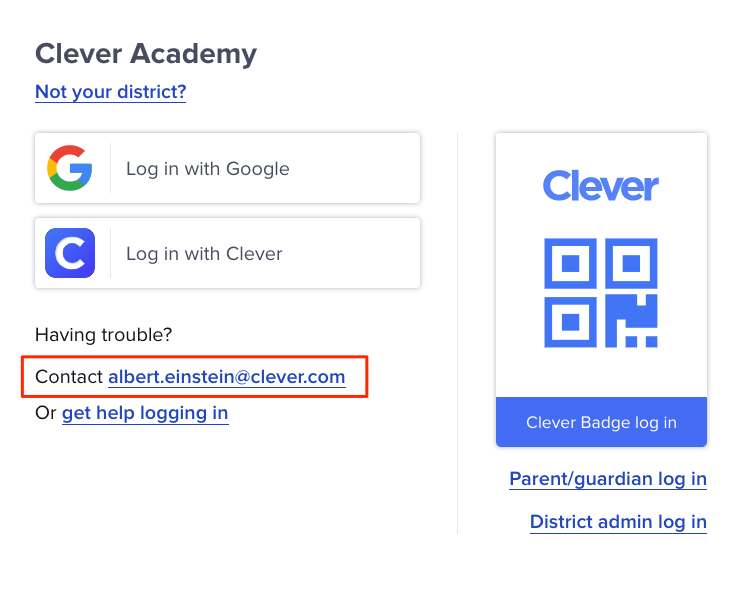 Clever Academy
Not your district?
Log in with Google
Log in with Clever
Having trouble?
Contact albert.einstein@clever.com
Or get help logging in
Clever
Clever Badge log in
Parent/guardian log in
District admin log in